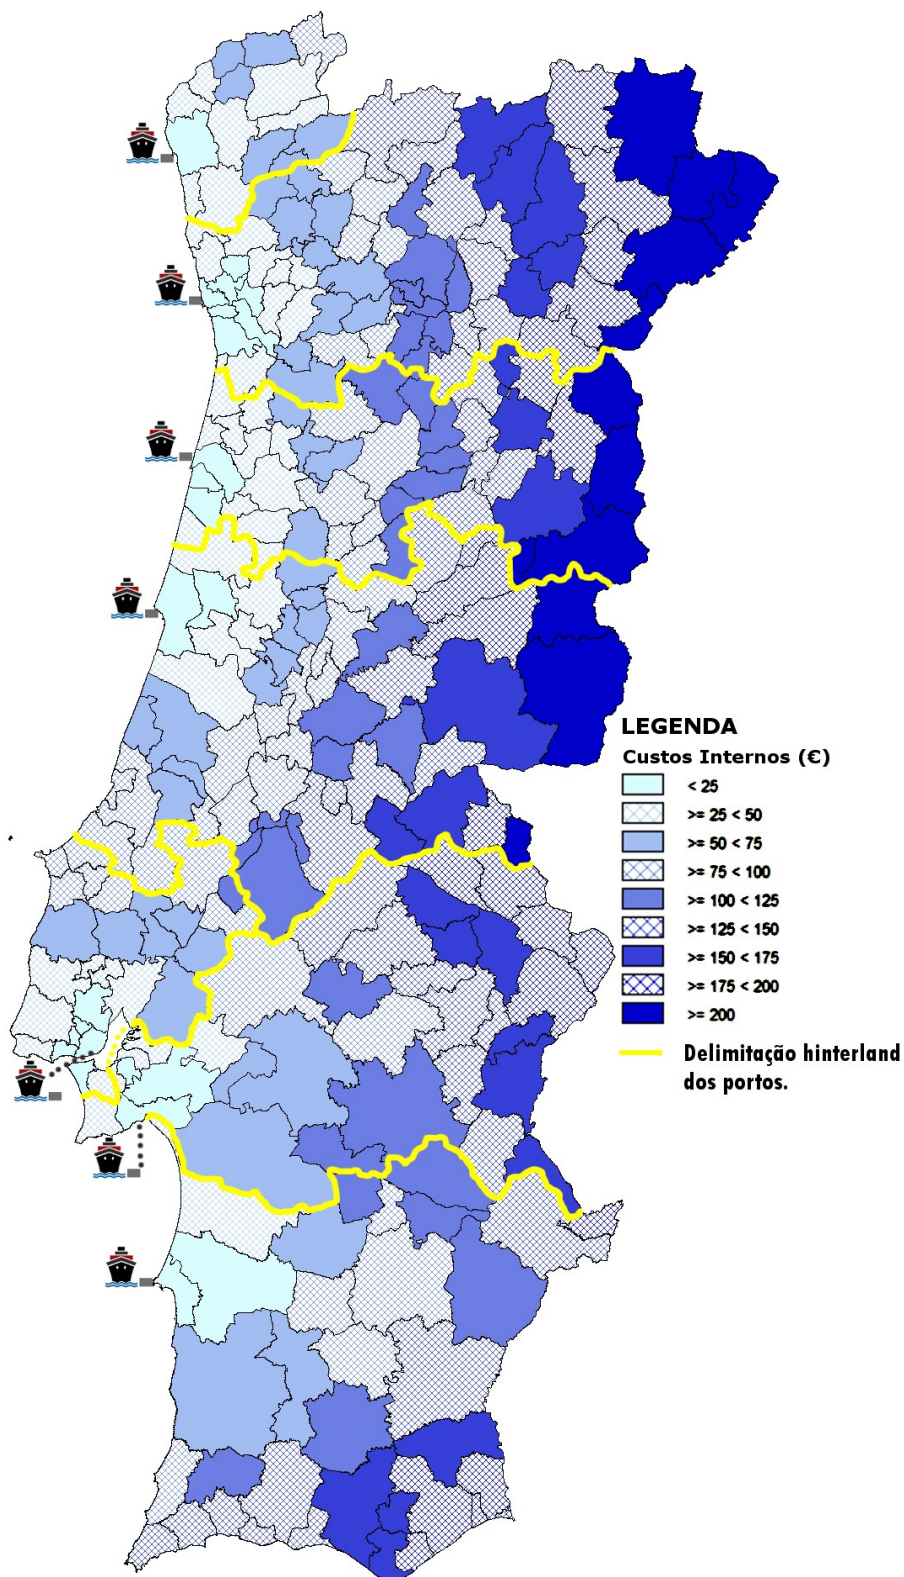 LEGENDA
Custos Internos (€)
< 25
>= 25 < 50
>= 50 < 75
>= 75 < 100
>= 100 < 125
>= 125 < 150
>= 150 < 175
>= 175 < 200
>= 200
Delimitação hinterland
dos portos.